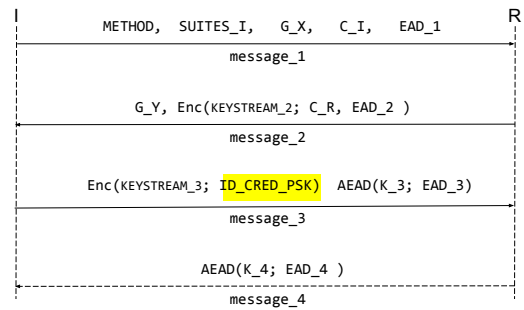 I R
METHOD, SUITES_I, G_X, C_I, EAD_1
message_1
G_Y, Enc(KEYSTREAM_2; C_R, EAD_2 )
message_2
Enc(KEYSTREAM_3; ID_CRED_PSK) AEAD(K_3; EAD_3)
message_3
AEAD(K_4; EAD_4 )
message_4